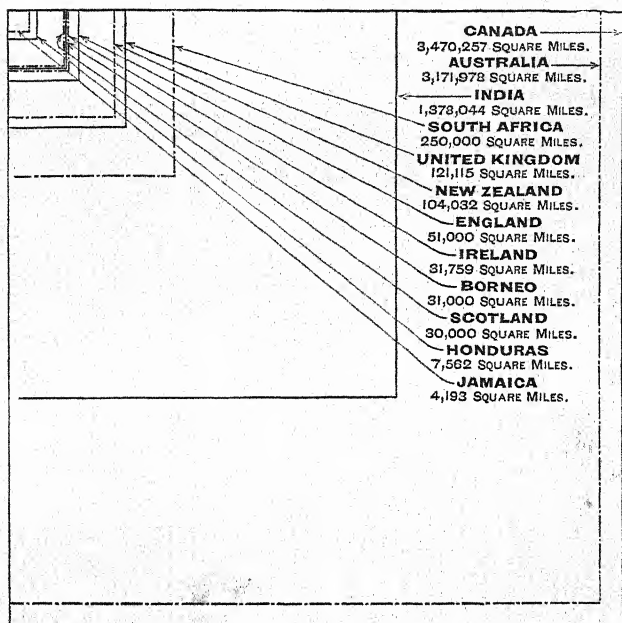 CANADA
3,470,257 SQUARE MILES.
AUSTRALIA
3,171,978 SQUARE MILES.
INDIA
1,378,044 SQUARE MILES.
SOUTH AFRICA
250,000 SQUARE MILES.
UNITED KINGDOM
121,115 SQUARE MILES.
NEW ZEALAND
104,032 SQUARE MILES.
ENGLAND
51,000 SQUARE MILES.
IRELAND
31,759 SQUARE MILES.
BORNEO
31,000 SQUARE MILES.
SCOTLAND
30,000 SQUARE MILES.
HONDURAS
7,562 SQUARE MILES.
JAMAICA
4,193 SQUARE MILES.